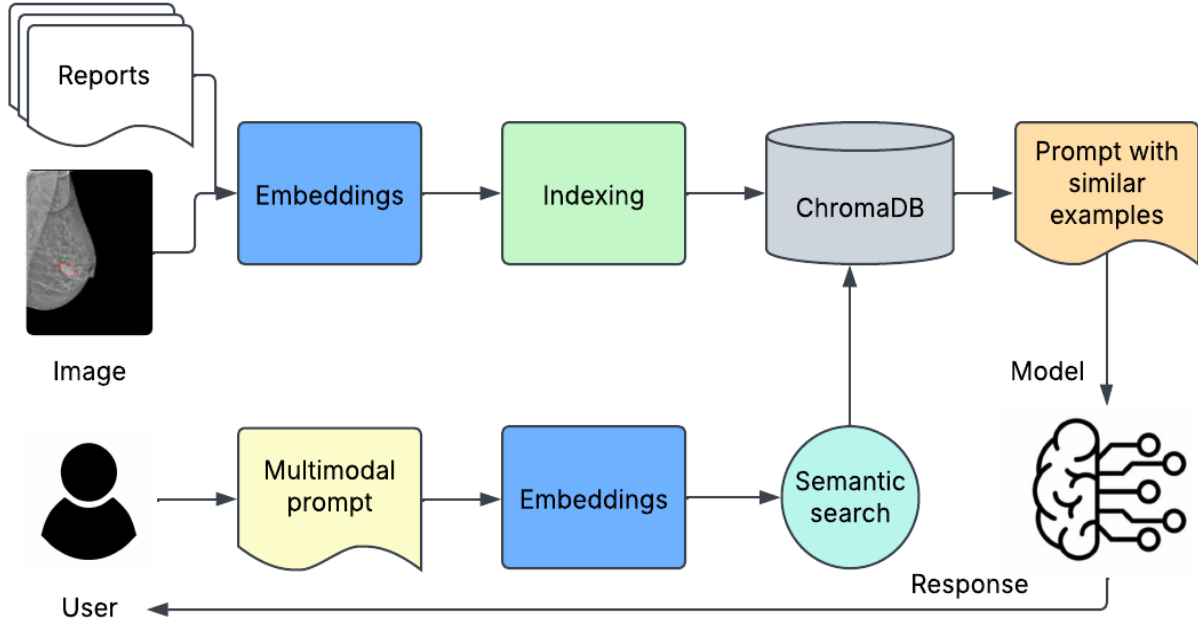 Reports
Embeddings
Indexing
ChromaDB
Prompt with
similar
examples
Image
Model
User
Multimodal
prompt
Embeddings
Semantic
search
Response